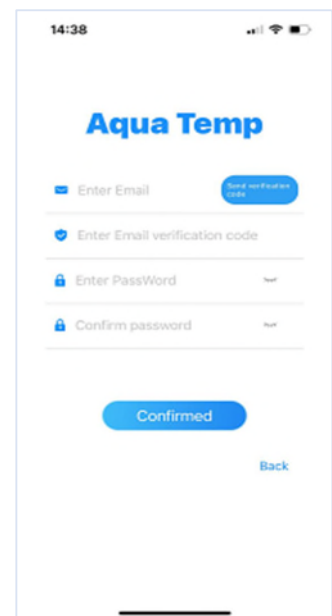 14:38
Aqua Temp
Enter Email
Send verification
code
Enter Email verification code
Enter PassWord
Confirm password
Confirmed
Back